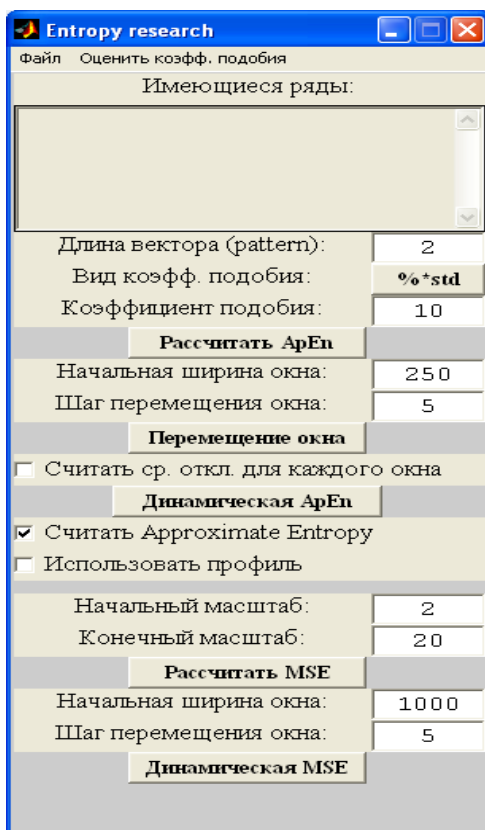 Entropy research
Файл Оценить коэфф. подобия
Имеющиеся ряды:
Длина вектора (pattern): 2
Вид коэфф. подобия: %*std
Коэффициент подобия: 10
Рассчитать ApEn
Начальная ширина окна: 250
Шаг перемещения окна: 5
Перемещение окна
Считать ср. откл. для каждого окна
Динамическая ApEn
Считать Approximate Entropy
Использовать профиль
Начальный масштаб: 2
Конечный масштаб: 20
Рассчитать MSE
Начальная ширина окна: 1000
Шаг перемещения окна: 5
Динамическая MSE